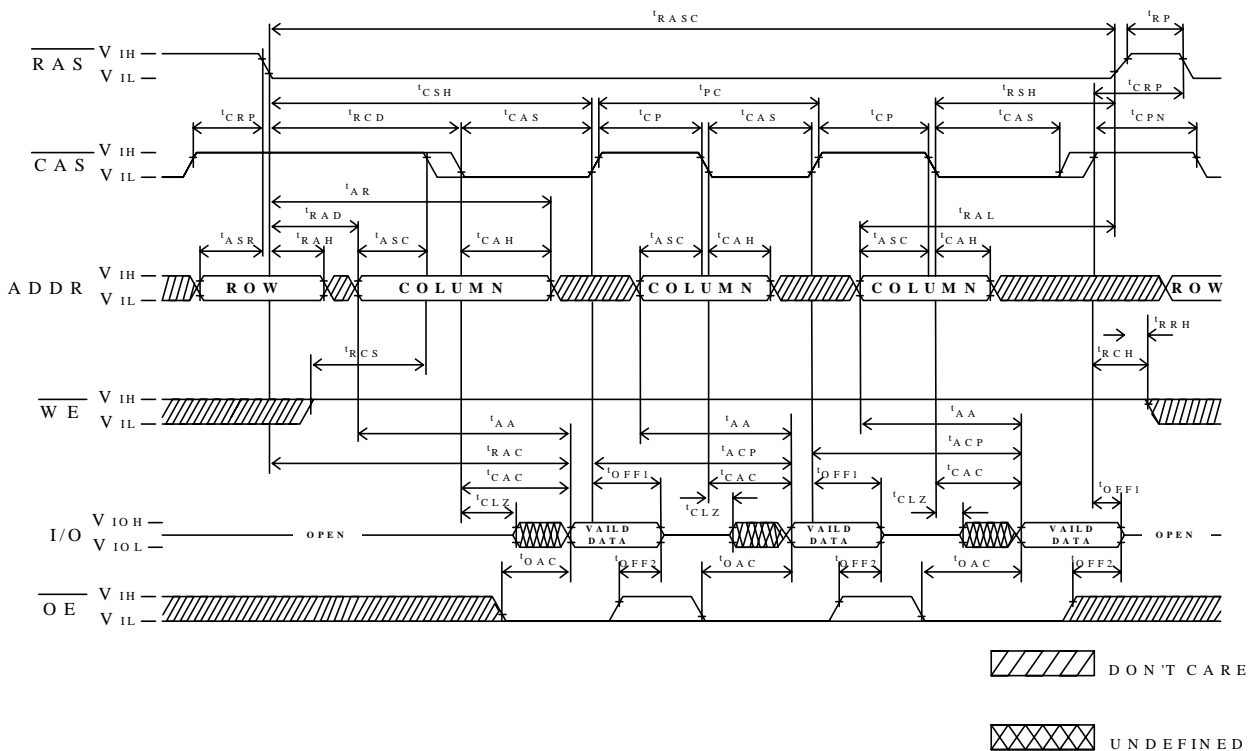 tRASC tRP
RAS VIH
VIL
tCSH tPC tRSH tCRP
tCRP tRCD tCAS tCP tCAS tCP tCAS tCPN
CAS VIH
VIL
tAR
tRAD tRAL
tASR tRAH tASC tCAH tASC tCAH tASC tCAH
ADDR VIH
VIL
ROW COLUMN COLUMN COLUMN ROW
tRRH
tRCS tRCH
WE VIH
VIL
tAA tAA tAA
tRAC tACP tACP
tCAC tOFF1 tCAC tOFF1 tCAC
tCLZ tCLZ tCLZ tOFF1
I/O VIOH
VIOL
OPEN VAILD DATA VAILD DATA VAILD DATA OPEN
tOAC tOFF2 tOAC tOFF2 tOAC tOFF2
OE VIH
VIL
DON'T CARE
UNDEFINED